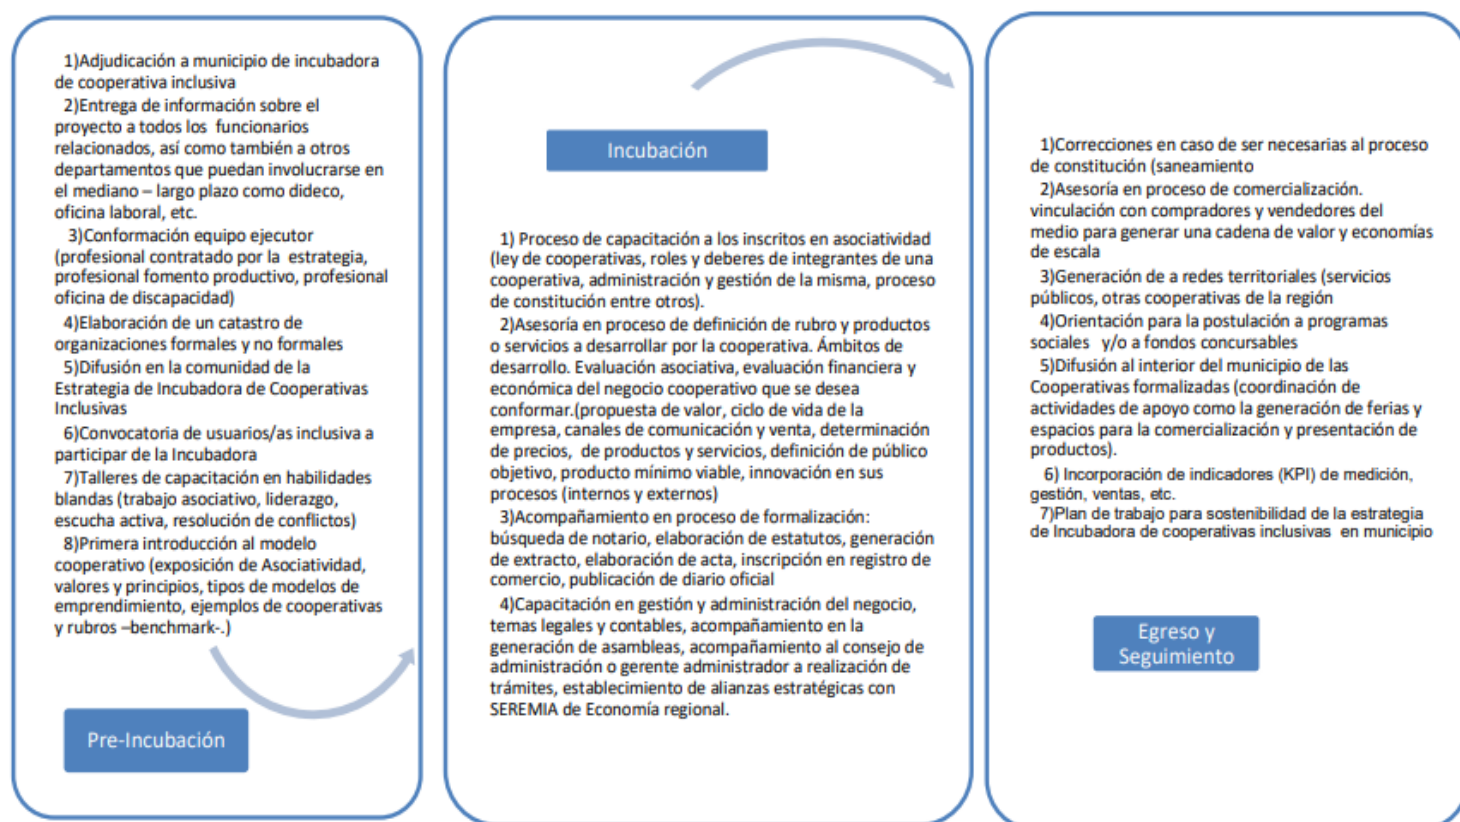 1)Adjudicación a municipio de incubadora
de cooperativa inclusiva
2)Entrega de información sobre el
proyecto a todos los funcionarios
relacionados, así como también a otros
departamentos que puedan involucrarse en
el mediano – largo plazo como dideco,
oficina laboral, etc.
3)Conformación equipo ejecutor
(profesional contratado por la estrategia,
profesional fomento productivo, profesional
oficina de discapacidad)
4)Elaboración de un catastro de
organizaciones formales y no formales
5)Difusión en la comunidad de la
Estrategia de Incubadora de Cooperativas
Inclusivas
6)Convocatoria de usuarios/as inclusiva a
participar de la Incubadora
7)Talleres de capacitación en habilidades
blandas (trabajo asociativo, liderazgo,
escucha activa, resolución de conflictos)
8)Primera introducción al modelo
cooperativo (exposición de Asociatividad,
valores y principios, tipos de modelos de
emprendimiento, ejemplos de cooperativas
y rubros –benchmark-.)
Pre-Incubación
Incubación
1) Proceso de capacitación a los inscritos en asociatividad
(ley de cooperativas, roles y deberes de integrantes de una
cooperativa, administración y gestión de la misma, proceso
de constitución entre otros).
2)Asesoría en proceso de definición de rubro y productos
o servicios a desarrollar por la cooperativa. Ámbitos de
desarrollo. Evaluación asociativa, evaluación financiera y
económica del negocio cooperativo que se desea
conformar.(propuesta de valor, ciclo de vida de la
empresa, canales de comunicación y venta, determinación
de precios, de productos y servicios, definición de público
objetivo, producto mínimo viable, innovación en sus
procesos (internos y externos)
3)Acompañamiento en proceso de formalización:
búsqueda de notario, elaboración de estatutos, generación
de extracto, elaboración de acta, inscripción en registro de
comercio, publicación de diario oficial
4)Capacitación en gestión y administración del negocio,
temas legales y contables, acompañamiento en la
generación de asambleas, acompañamiento al consejo de
administración o gerente administrador a realización de
trámites, establecimiento de alianzas estratégicas con
SEREMIA de Economía regional.
1)Correcciones en caso de ser necesarias al proceso
de constitución (saneamiento
2)Asesoría en proceso de comercialización.
vinculación con compradores y vendedores del
medio para generar una cadena de valor y economías
de escala
3)Generación de a redes territoriales (servicios
públicos, otras cooperativas de la región
4)Orientación para la postulación a programas
sociales y/o a fondos concursables
5)Difusión al interior del municipio de las
Cooperativas formalizadas (coordinación de
actividades de apoyo como la generación de ferias y
espacios para la comercialización y presentación de
productos).
6) Incorporación de indicadores (KPI) de medición,
gestión, ventas, etc.
7)Plan de trabajo para sostenibilidad de la estrategia
de Incubadora de cooperativas inclusivas en municipio
Egreso y
Seguimiento